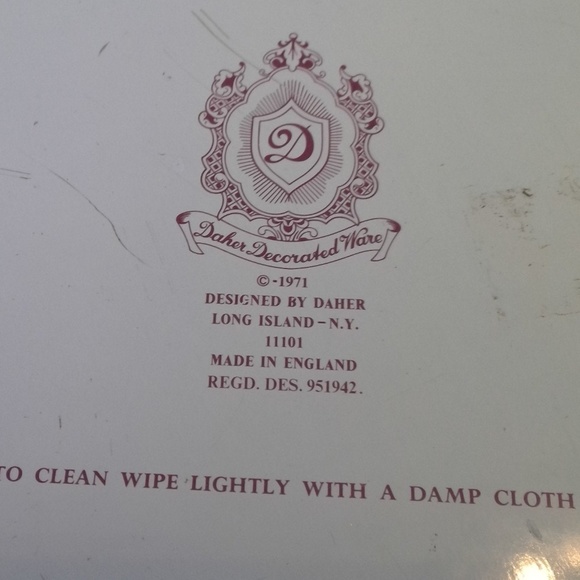 D
Daher Decorated Ware
©-1971
DESIGNED BY DAHER
LONG ISLAND-N.Y.
11101
MADE IN ENGLAND
REGD. DES. 951942.
TO CLEAN WIPE LIGHTLY WITH A DAMP CLOTH